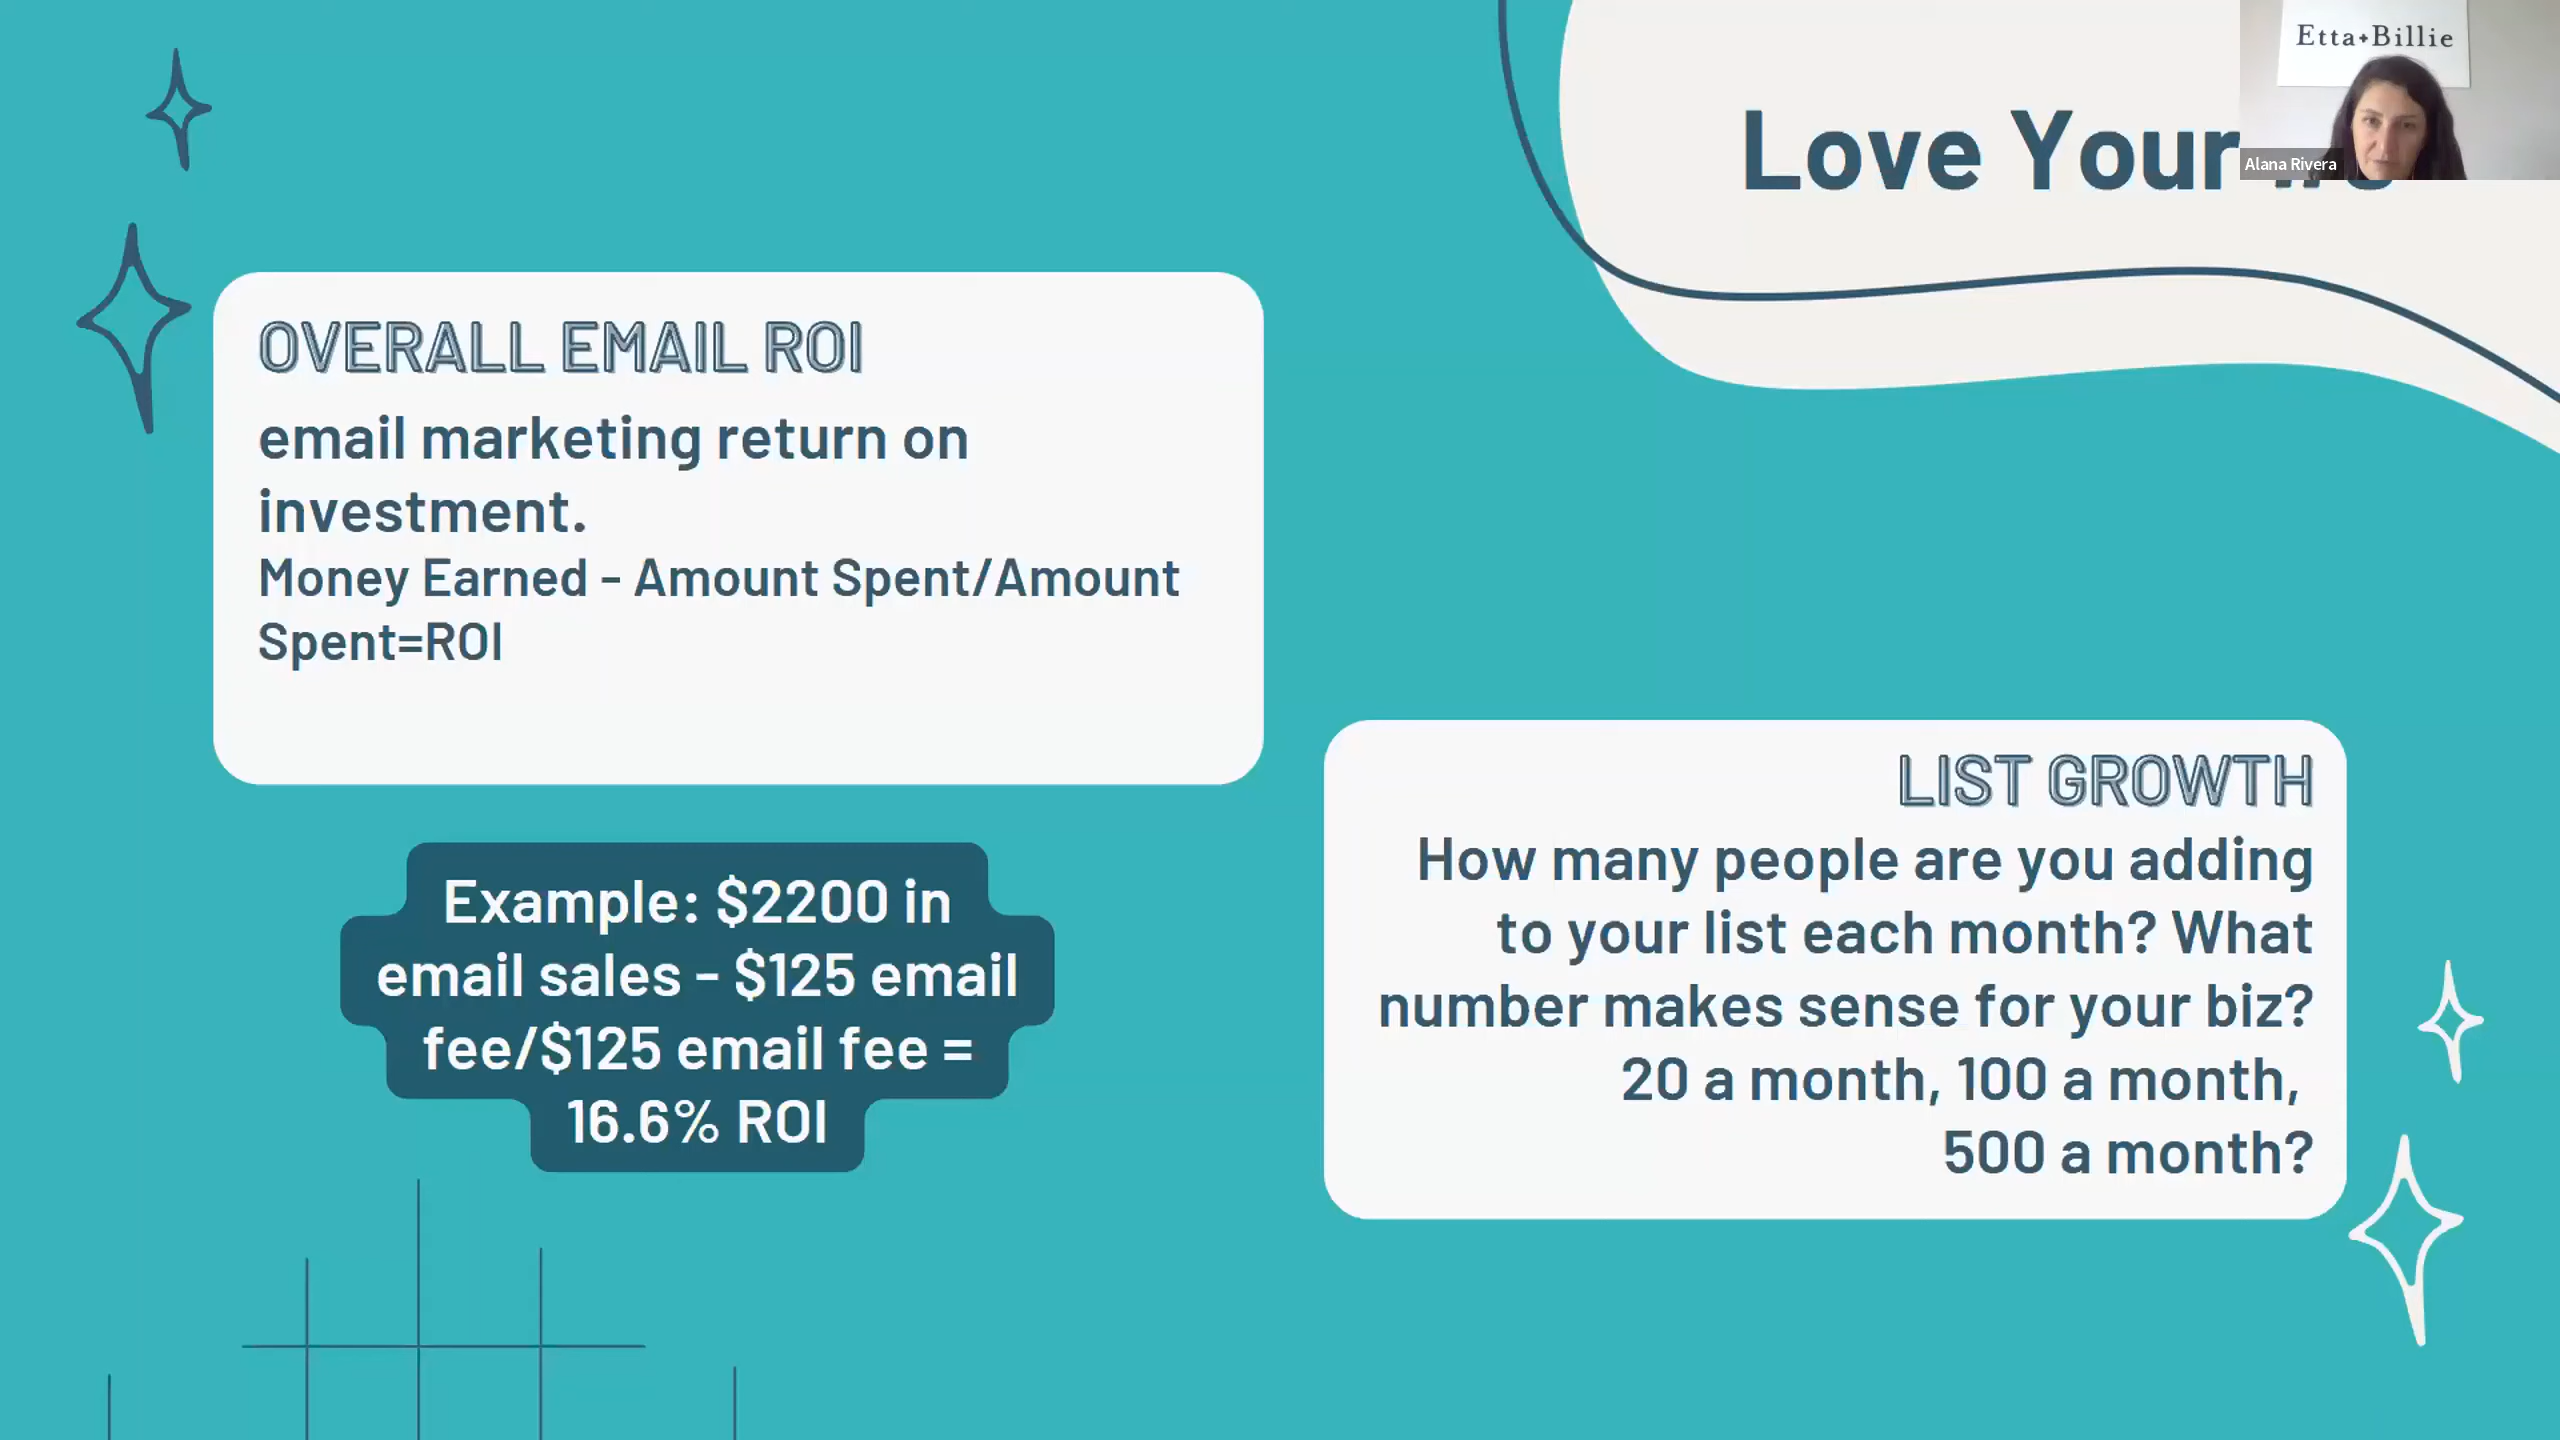 Etta+Billie
Love Your
Alana Rivera
OVERALL EMAIL ROI
email marketing return on
investment.
Money Earned - Amount Spent/Amount
Spent=ROI
Example: $2200 in
email sales - $125 email
fee/$125 email fee =
16.6% ROI
LIST GROWTH
How many people are you adding
to your list each month? What
number makes sense for your biz?
20 a month, 100 a month,
500 a month?